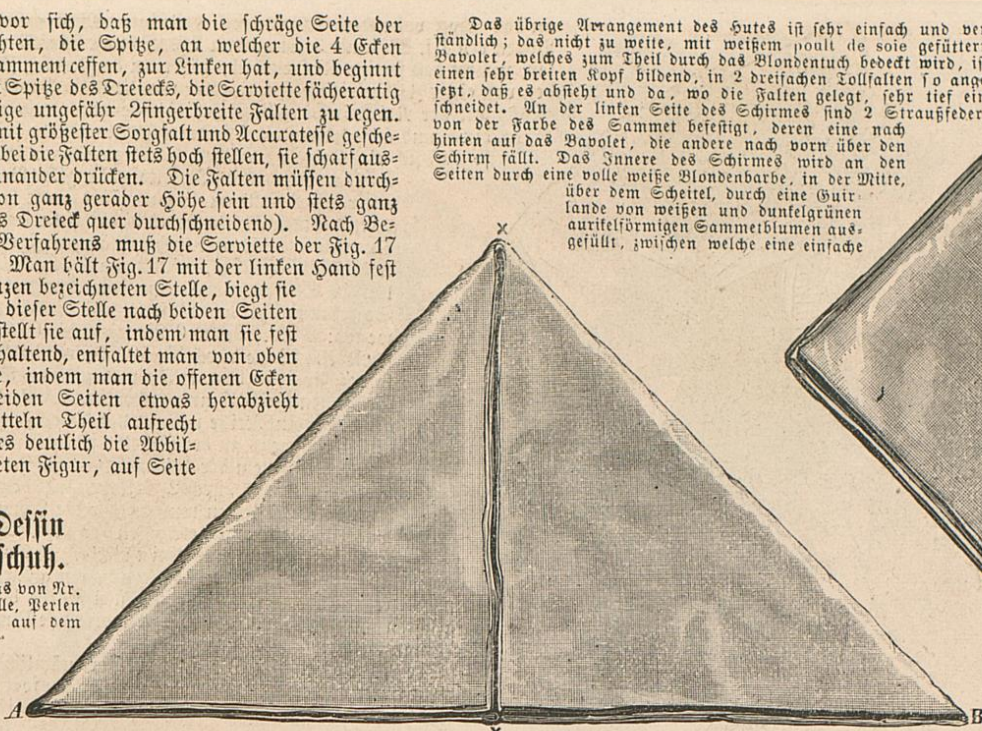 vor sich, daß man die schräge Seite der
hten, die Spitze, an welcher die 4 Ecken
ammentreffen, zur Linken hat, und beginnt
Spitze des Dreiecks, die Serviette fächerartig
ige ungefähr 2fingerbreite Falten zu legen.
mit größester Sorgfalt und Accuratesse gesche=
bei die Falten stets hoch stellen, sie scharf aus=
inander drücken. Die Falten müssen durch=
on ganz gerader Höhe sein und stets ganz
s Dreieck quer durchschneidend). Nach Be=
Verfahrens muß die Serviette der Fig. 17
Man hält Fig. 17 mit der linken Hand fest
zen bezeichneten Stelle, biegt sie
dieser Stelle nach beiden Seiten
stellt sie auf, indem man sie fest
haltend, entfaltet man von oben
e, indem man die offenen Ecken
eiden Seiten etwas herabzieht
tteln Theil aufrecht
es deutlich die Abbil=
eten Figur, auf Seite
Dessin
schuh.
s von Nr.
lle, Perlen
auf dem
Das übrige Arrangement des Hutes ist sehr einfach und ver
ständlich; das nicht zu weite, mit weißem poult de soie gefütter
Bavolet, welches zum Theil durch das Blondentuch bedeckt wird, is
einen sehr breiten Kopf bildend, in 2 dreifachen Tollfalten so ange
setzt, daß es absteht und da, wo die Falten gelegt, sehr tief ein
schneidet. An der linken Seite des Schirmes sind 2 Straußfeder
von der Farbe des Sammet befestigt, deren eine nach
hinten auf das Bavolet, die andere nach vorn über den
Schirm fällt. Das Innere des Schirmes wird an den
Seiten durch eine volle weiße Blondenbarbe, in der Mitte,
über dem Scheitel, durch eine Guir=
lande von weißen und dunkelgrünen
aurikelförmigen Sammetblumen aus=
gefüllt, zwischen welche eine einfache
x
A
B
x